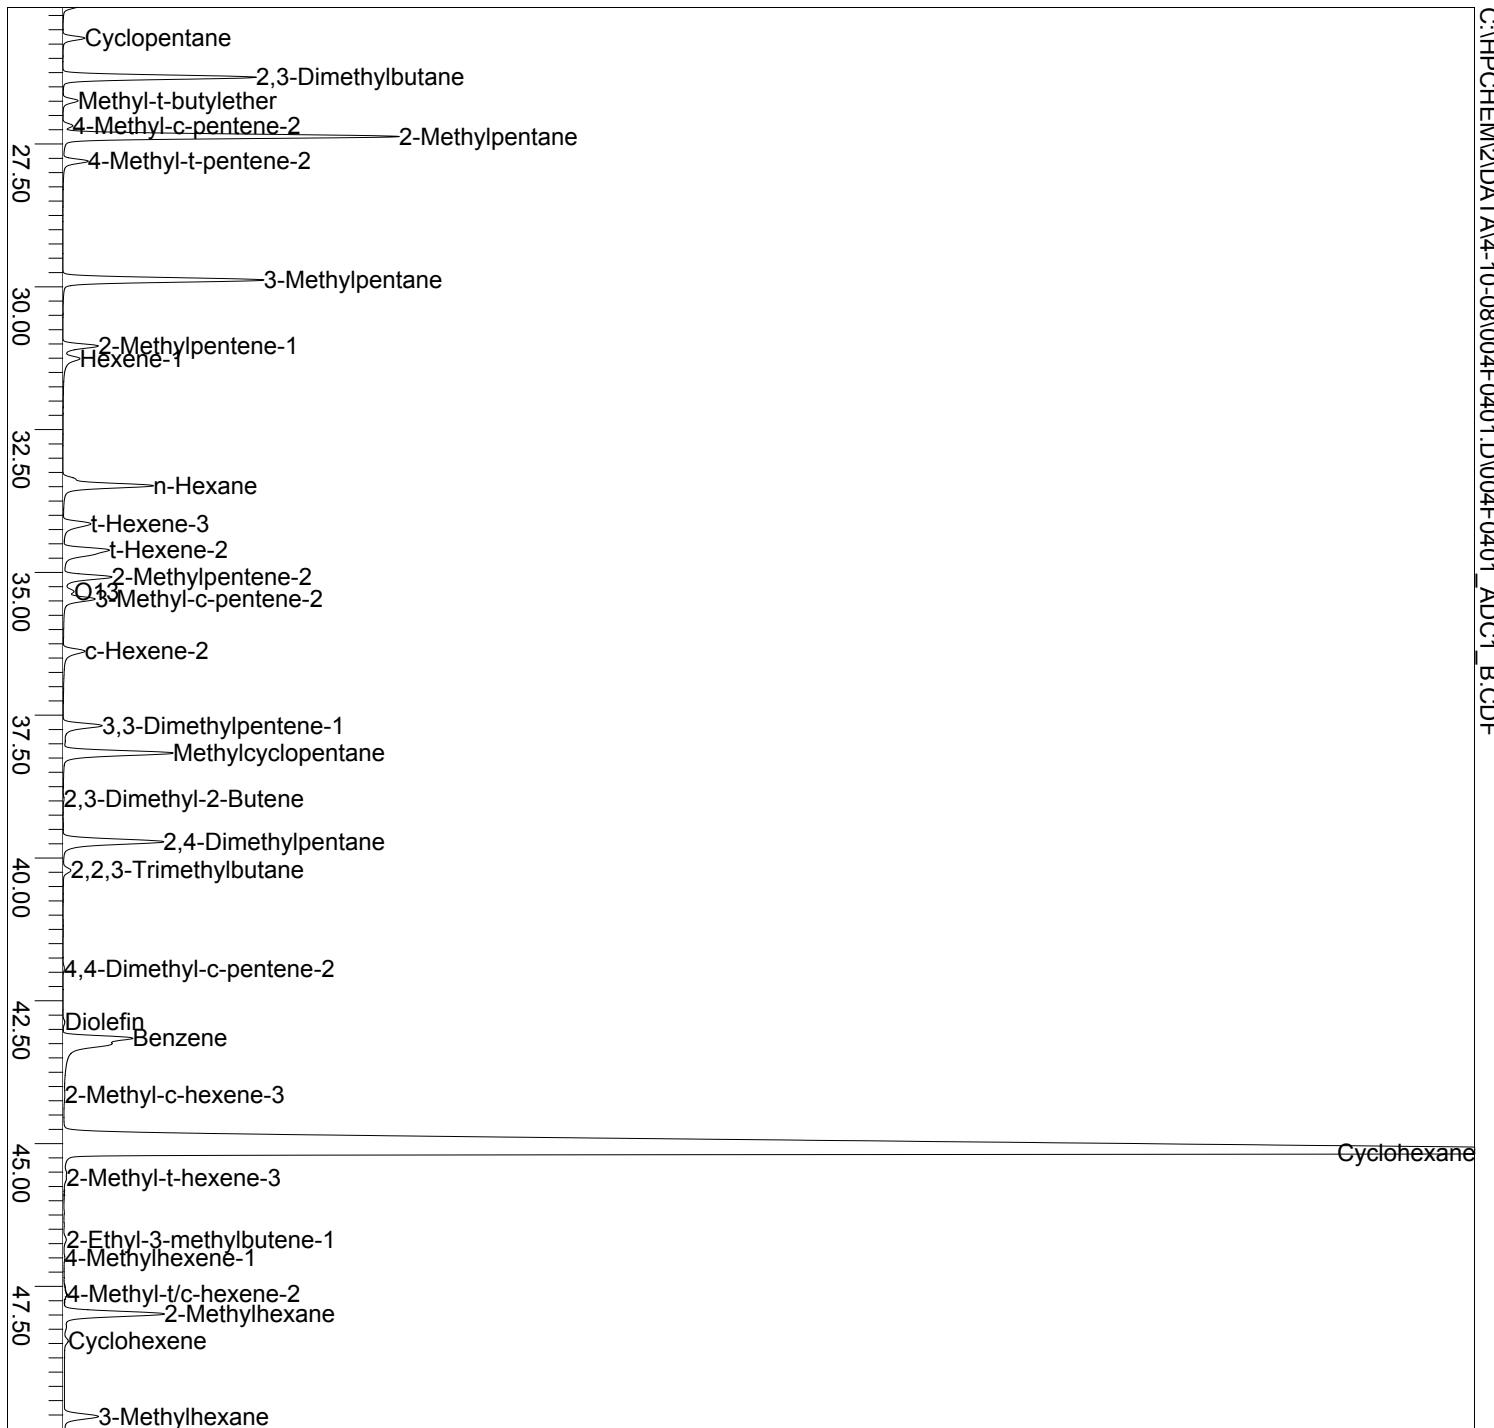 C:\HPCHEM\2\DATA\4-10-08\004F0401.D\004F0401_ADC1_B.CDF
Cyclopentane
2,3-Dimethylbutane
Methyl-t-butylether
4-Methyl-c-pentene-2
2-Methylpentane
27.50
4-Methyl-t-pentene-2
3-Methylpentane
30.00
2-Methylpentene-1
Hexene-1
32.50
n-Hexane
t-Hexene-3
t-Hexene-2
35.00
2-Methylpentene-2
O13
3-Methyl-c-pentene-2
c-Hexene-2
37.50
3,3-Dimethylpentene-1
Methylcyclopentane
2,3-Dimethyl-2-Butene
2,4-Dimethylpentane
40.00
2,2,3-Trimethylbutane
4,4-Dimethyl-c-pentene-2
42.50
Diolefin
Benzene
2-Methyl-c-hexene-3
45.00
Cyclohexane
2-Methyl-t-hexene-3
2-Ethyl-3-methylbutene-1
4-Methylhexene-1
47.50
4-Methyl-t/c-hexene-2
2-Methylhexane
Cyclohexene
3-Methylhexane